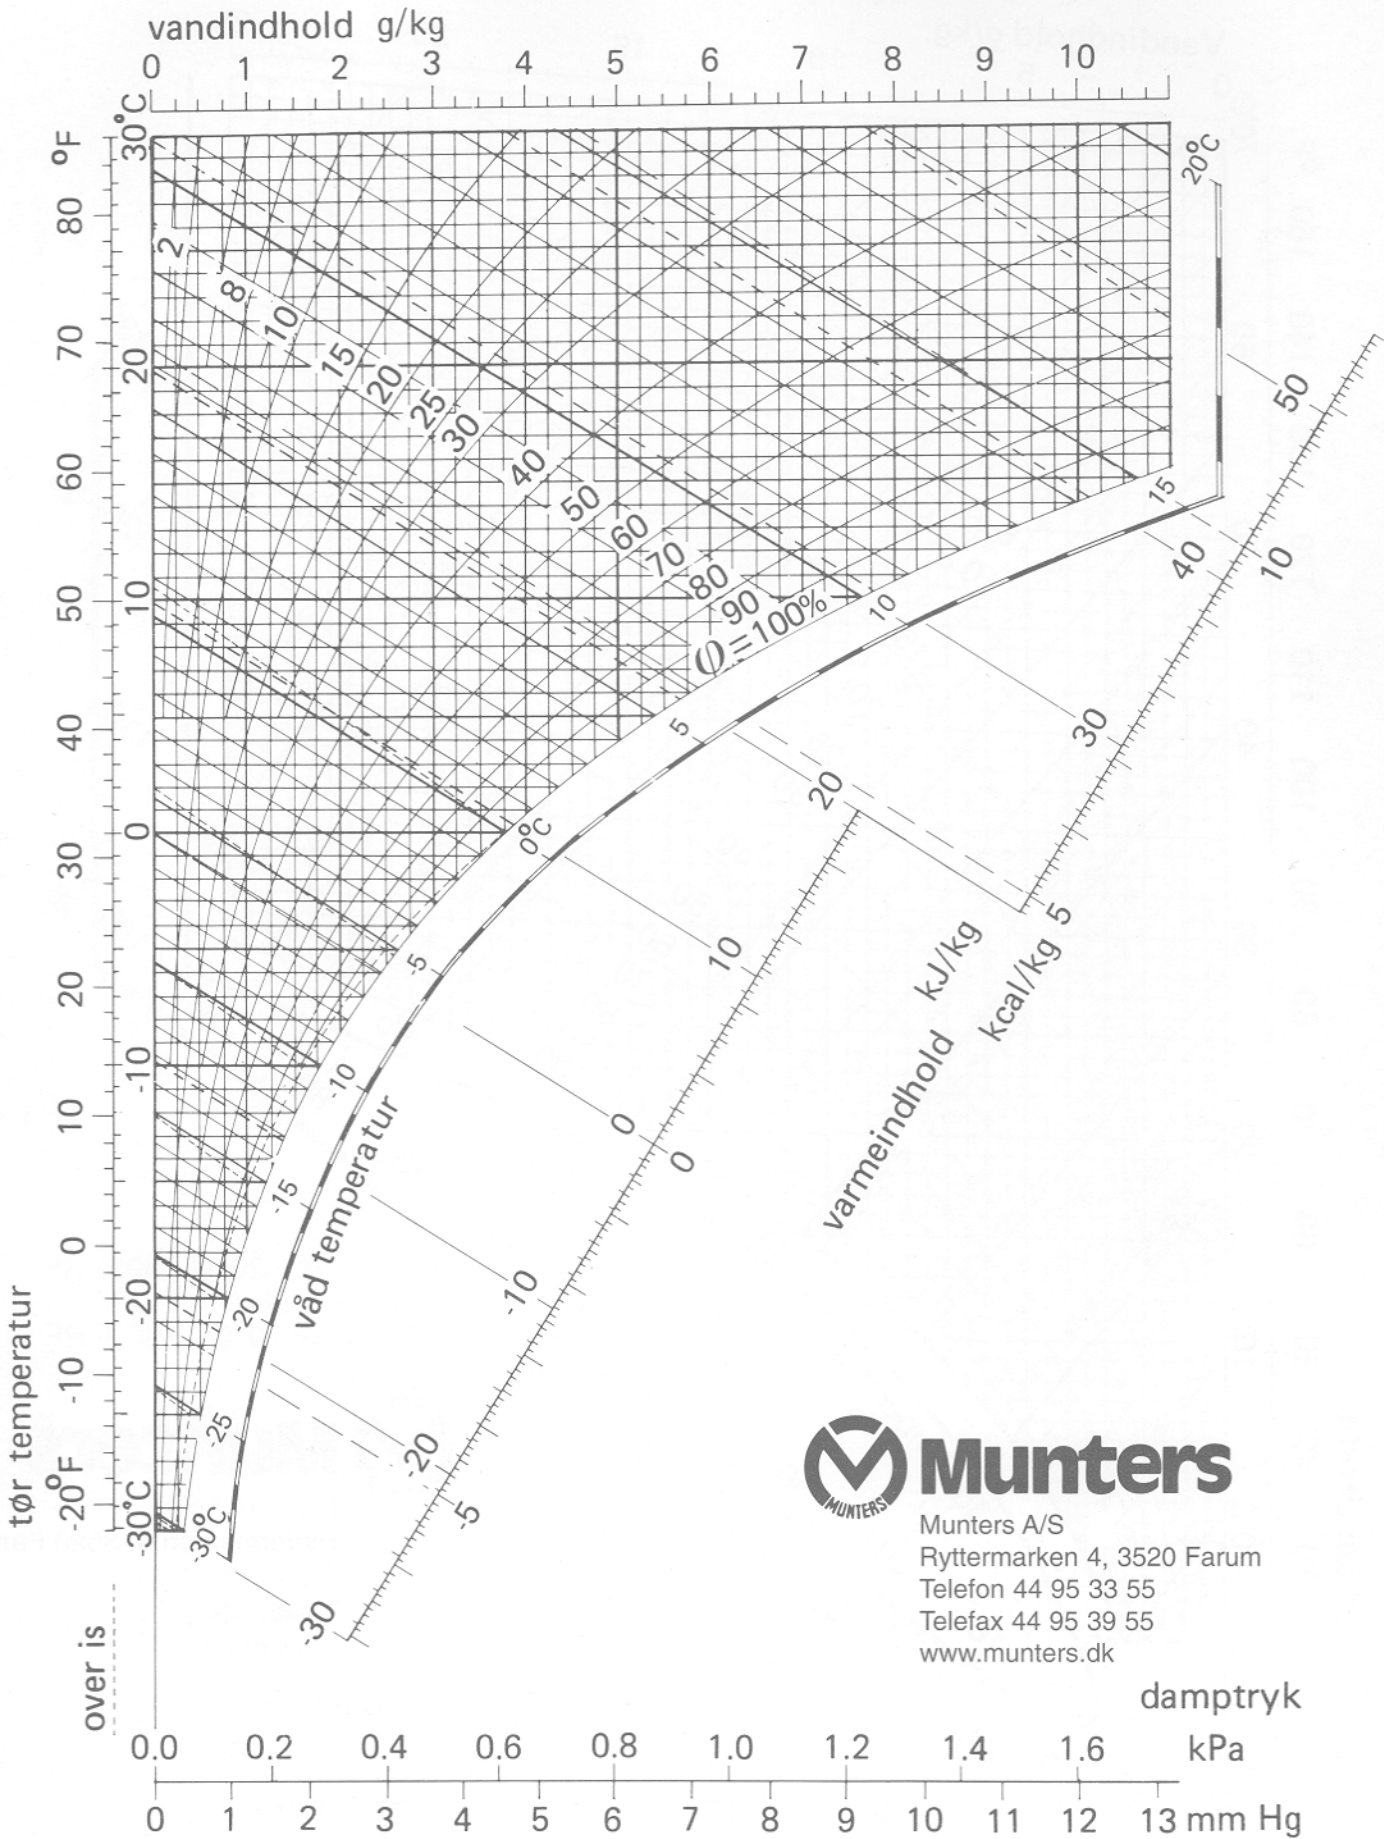 vandindhold g/kg
0 1 2 3 4 5 6 7 8 9 10
°F
80
70
60
50
40
30
20
10
0
-10
-20°F
tør temperatur
30°C
20
10
0
-10
-20
-30°C
over is
2
8
10
15
20
25
30
40
50
60
70
80
90
φ=100%
20°C
15
10
5
0°C
-5
-10
-15
-20
-25
-30°C
våd temperatur
50
40
30
20
10
0
-10
-20
-30
10
5
0
-5
varmeindhold kJ/kg
kcal/kg
MUNTERS
Munters
Munters A/S
Ryttermarken 4, 3520 Farum
Telefon 44 95 33 55
Telefax 44 95 39 55
www.munters.dk
damptryk
0.0 0.2 0.4 0.6 0.8 1.0 1.2 1.4 1.6 kPa
0 1 2 3 4 5 6 7 8 9 10 11 12 13 mm Hg